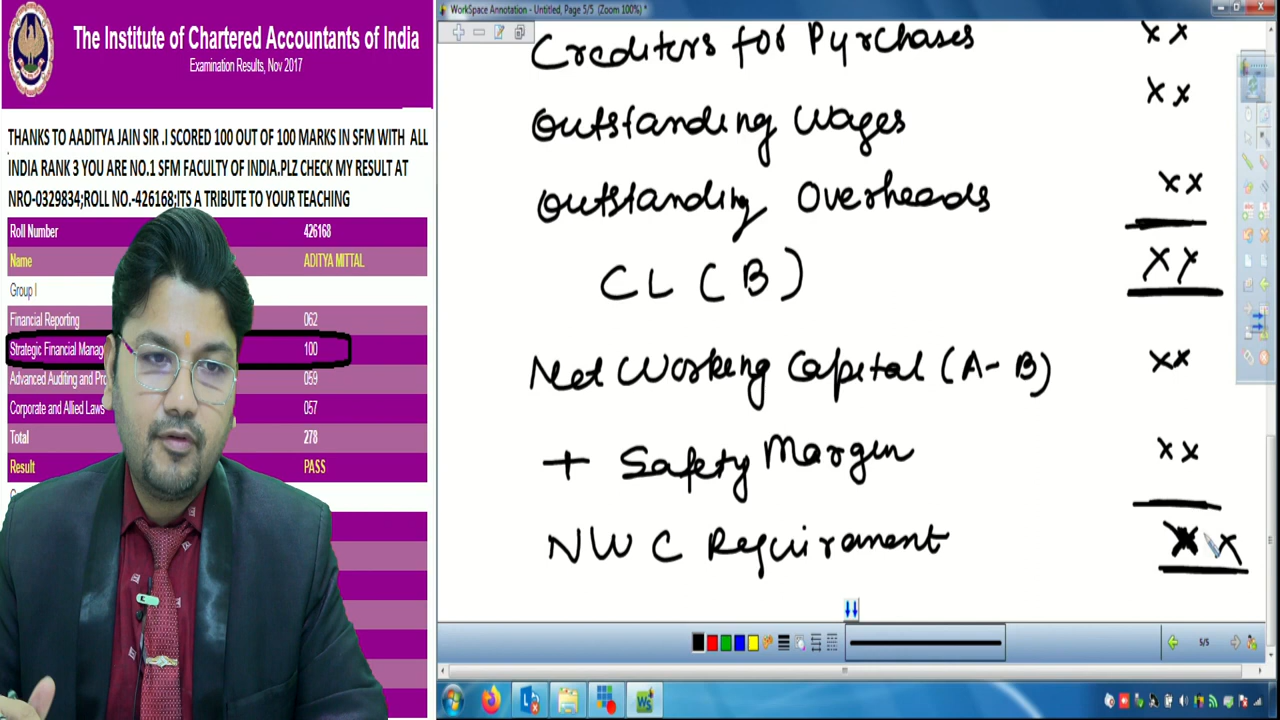 The Institute of Chartered Accountants of India
Examination Results, Nov 2017
THANKS TO AADITYA JAIN SIR .I SCORED 100 OUT OF 100 MARKS IN SFM WITH ALL
INDIA RANK 3 YOU ARE NO.1 SFM FACULTY OF INDIA.PLZ CHECK MY RESULT AT
NRO-0329834;ROLL NO.-426168;ITS A TRIBUTE TO YOUR TEACHING
Roll Number 426168
Name ADITYA MITTAL
Group I
Financial Reporting 062
Strategic Financial Manag 100
Advanced Auditing and Pro 059
Corporate and Allied Laws 057
Total 278
Result PASS
WorkSpace Annotation - Untitled, Page 5/5 (Zoom 100%) *
Crediters for Pyrchases xx
Outstanding Wages xx
Outstanding Overheads xx
CL (B) xx
Net Working Capital (A-B) xx
+ Safety Margin xx
NWC Requirament xx
5/5